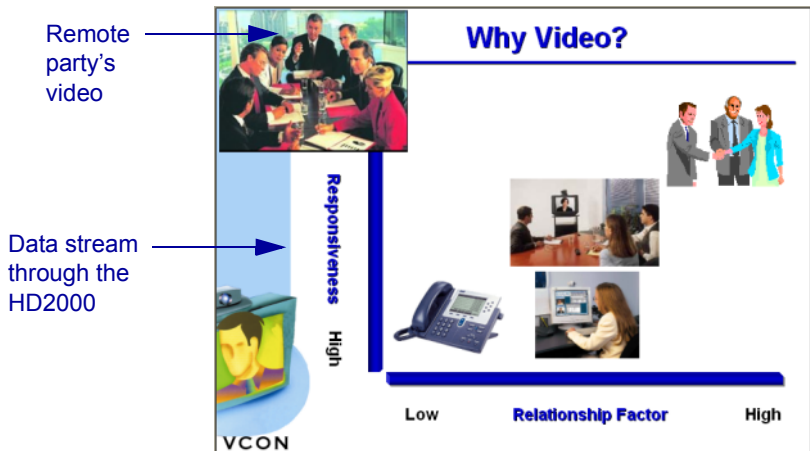 Remote
party's
video
Why Video?
Data stream
through the
HD2000
Responsiveness
High
Low
Relationship Factor
High
VCON